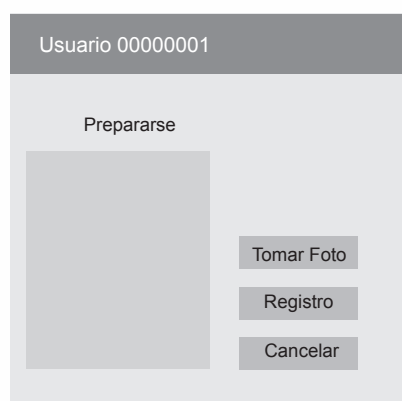 Usuario 00000001
Prepararse
Tomar Foto
Registro
Cancelar